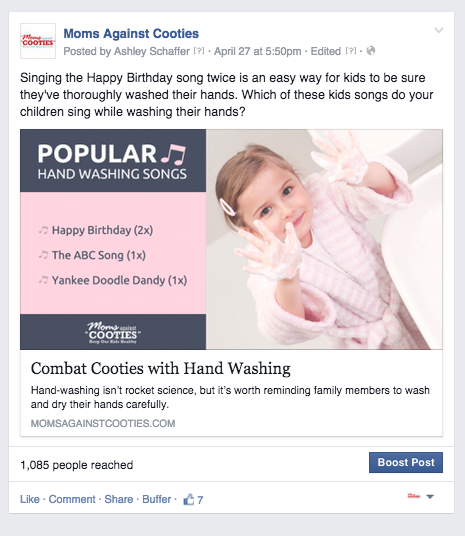 Moms against
"COOTIES"
Moms Against Cooties
Posted by Ashley Schaffer [?] · April 27 at 5:50pm · Edited [?] ·
Singing the Happy Birthday song twice is an easy way for kids to be sure
they've thoroughly washed their hands. Which of these kids songs do your
children sing while washing their hands?
POPULAR
HAND WASHING SONGS
Happy Birthday (2x)
The ABC Song (1x)
Yankee Doodle Dandy (1x)
Moms against
"COOTIES"
Keep Our Kids Healthy
Combat Cooties with Hand Washing
Hand-washing isn't rocket science, but it's worth reminding family members to wash
and dry their hands carefully.
MOMSAGAINSTCOOTIES.COM
1,085 people reached
Boost Post
Like · Comment · Share · Buffer · 7